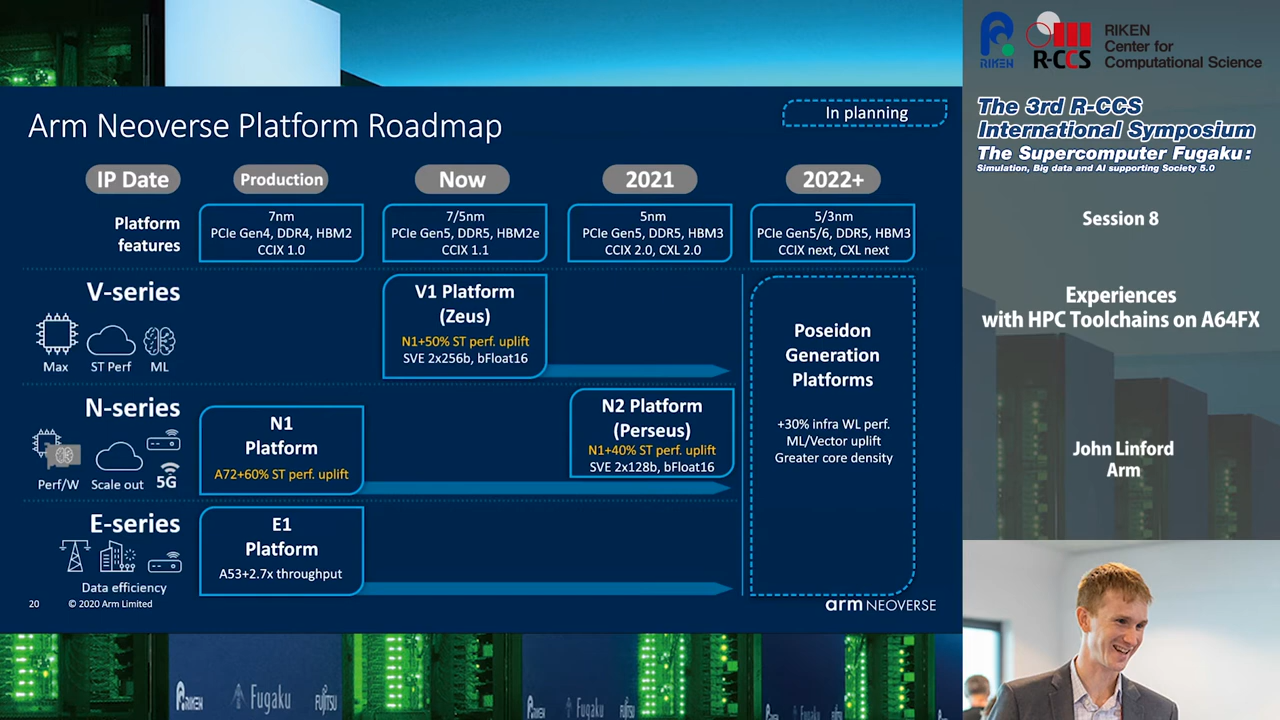 Arm Neoverse Platform Roadmap
In planning
IP Date
Production
Now
2021
2022+
Platform
features
7nm
PCIe Gen4, DDR4, HBM2
CCIX 1.0
7/5nm
PCIe Gen5, DDR5, HBM2e
CCIX 1.1
5nm
PCIe Gen5, DDR5, HBM3
CCIX 2.0, CXL 2.0
5/3nm
PCIe Gen5/6, DDR5, HBM3
CCIX next, CXL next
V-series
Max
ST Perf
ML
V1 Platform
(Zeus)
N1+50% ST perf. uplift
SVE 2x256b, bFloat16
Poseidon
Generation
Platforms
+30% infra WL perf.
ML/Vector uplift
Greater core density
N-series
Perf/W
Scale out
5G
N1
Platform
A72+60% ST perf. uplift
N2 Platform
(Perseus)
N1+40% ST perf. uplift
SVE 2x128b, bFloat16
E-series
Data efficiency
E1
Platform
A53+2.7x throughput
20
© 2020 Arm Limited
arm NEOVERSE
RIKEN
Fugaku
FUJITSU
RIKEN
Fugaku
FUJITSU
RIKEN
RIKEN
R-CCS
RIKEN
Center for
Computational Science
The 3rd R-CCS
International Symposium
The Supercomputer Fugaku:
Simulation, Big data and AI supporting Society 5.0
Session 8
Experiences
with HPC Toolchains on A64FX
John Linford
Arm